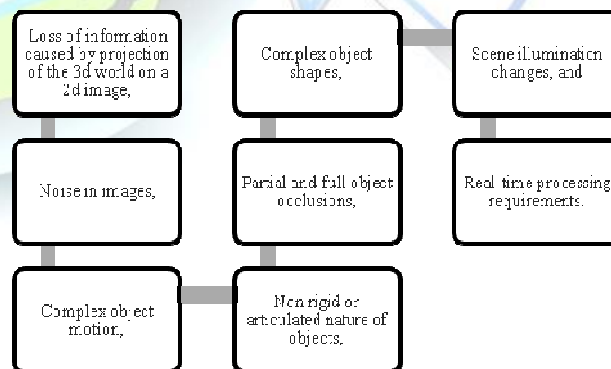 Loss of information
caused by projection
of the 3d world on a
2d image,
Noise in images,
Complex object
motion,
Non rigid or
articulated nature of
objects,
Partial and full object
occlusions,
Complex object
shapes,
Scene illumination
changes, and
Real time processing
requirements.